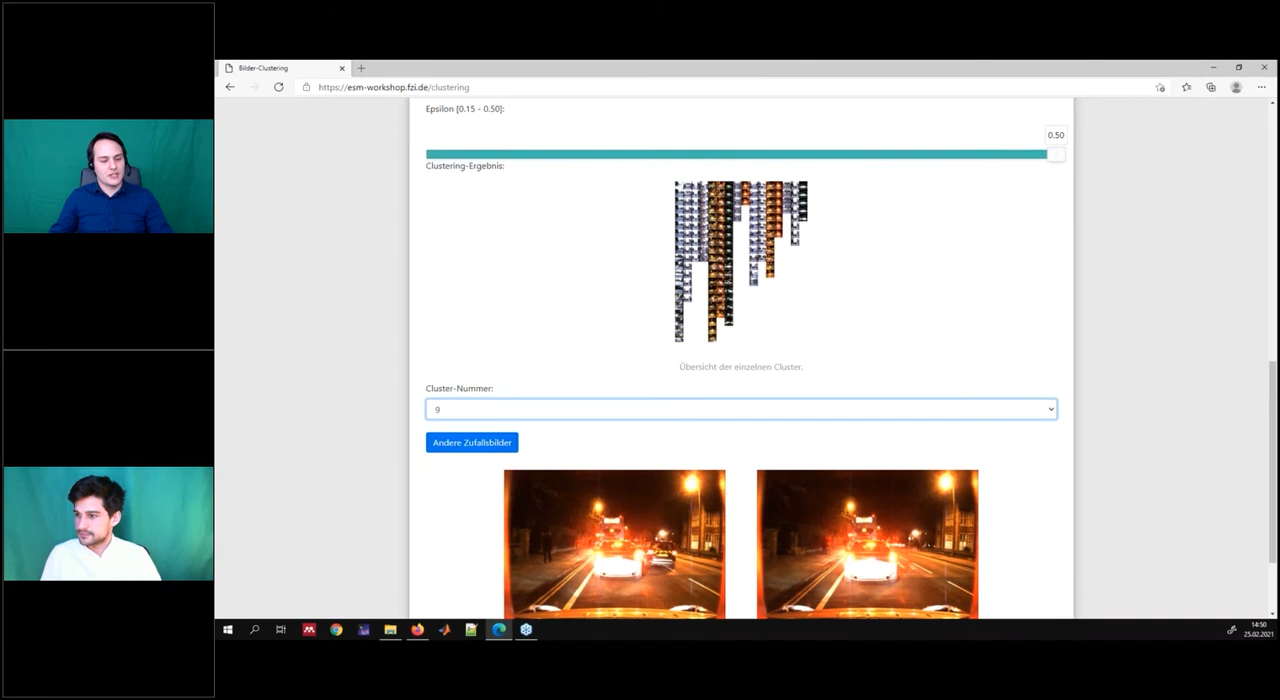 Bilder-Clustering
https://esm-workshop.fzi.de/clustering
Epsilon [0.15 - 0.50]:
0.50
Clustering-Ergebnis:
Übersicht der einzelnen Cluster.
Cluster-Nummer:
9
Andere Zufallsbilder
14:50
25.02.2021